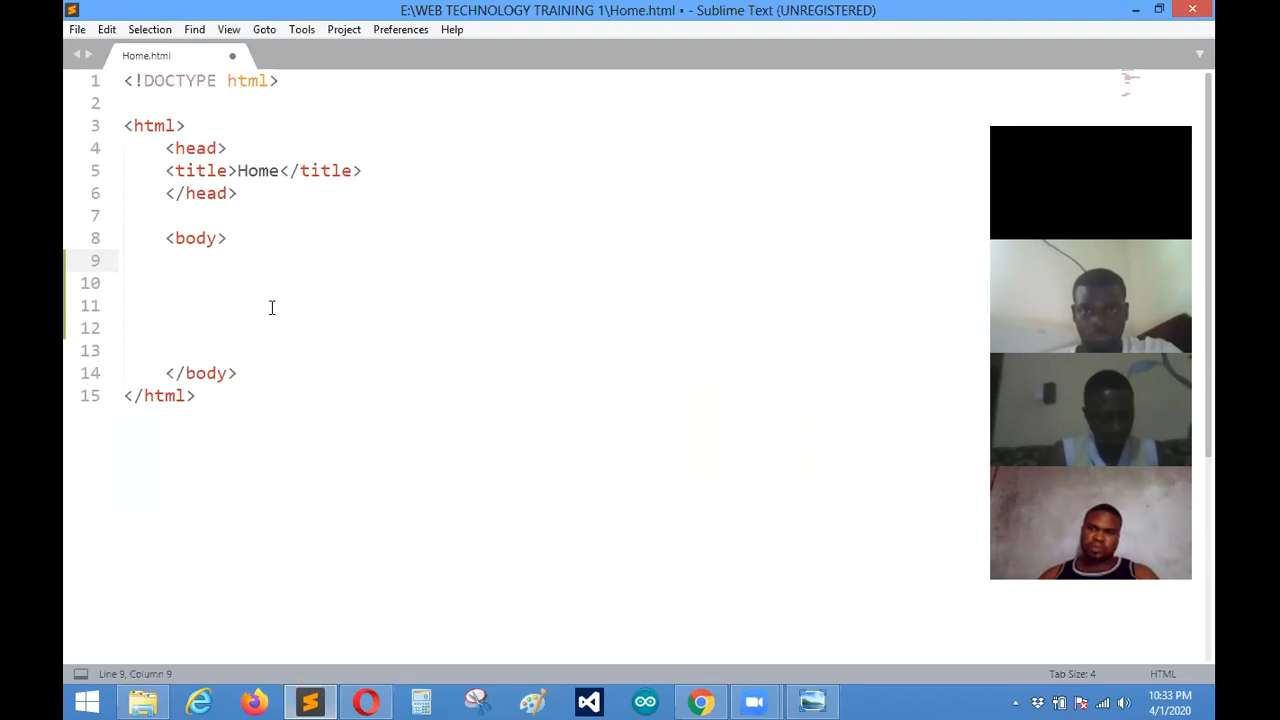 E:\WEB TECHNOLOGY TRAINING 1\Home.html • - Sublime Text (UNREGISTERED)
File Edit Selection Find View Goto Tools Project Preferences Help
Home.html
1 <!DOCTYPE html>
2
3 <html>
4 <head>
5 <title>Home</title>
6 </head>
7
8 <body>
9
10
11
12
13
14 </body>
15 </html>
Line 9, Column 9 Tab Size: 4 HTML
10:33 PM
4/1/2020